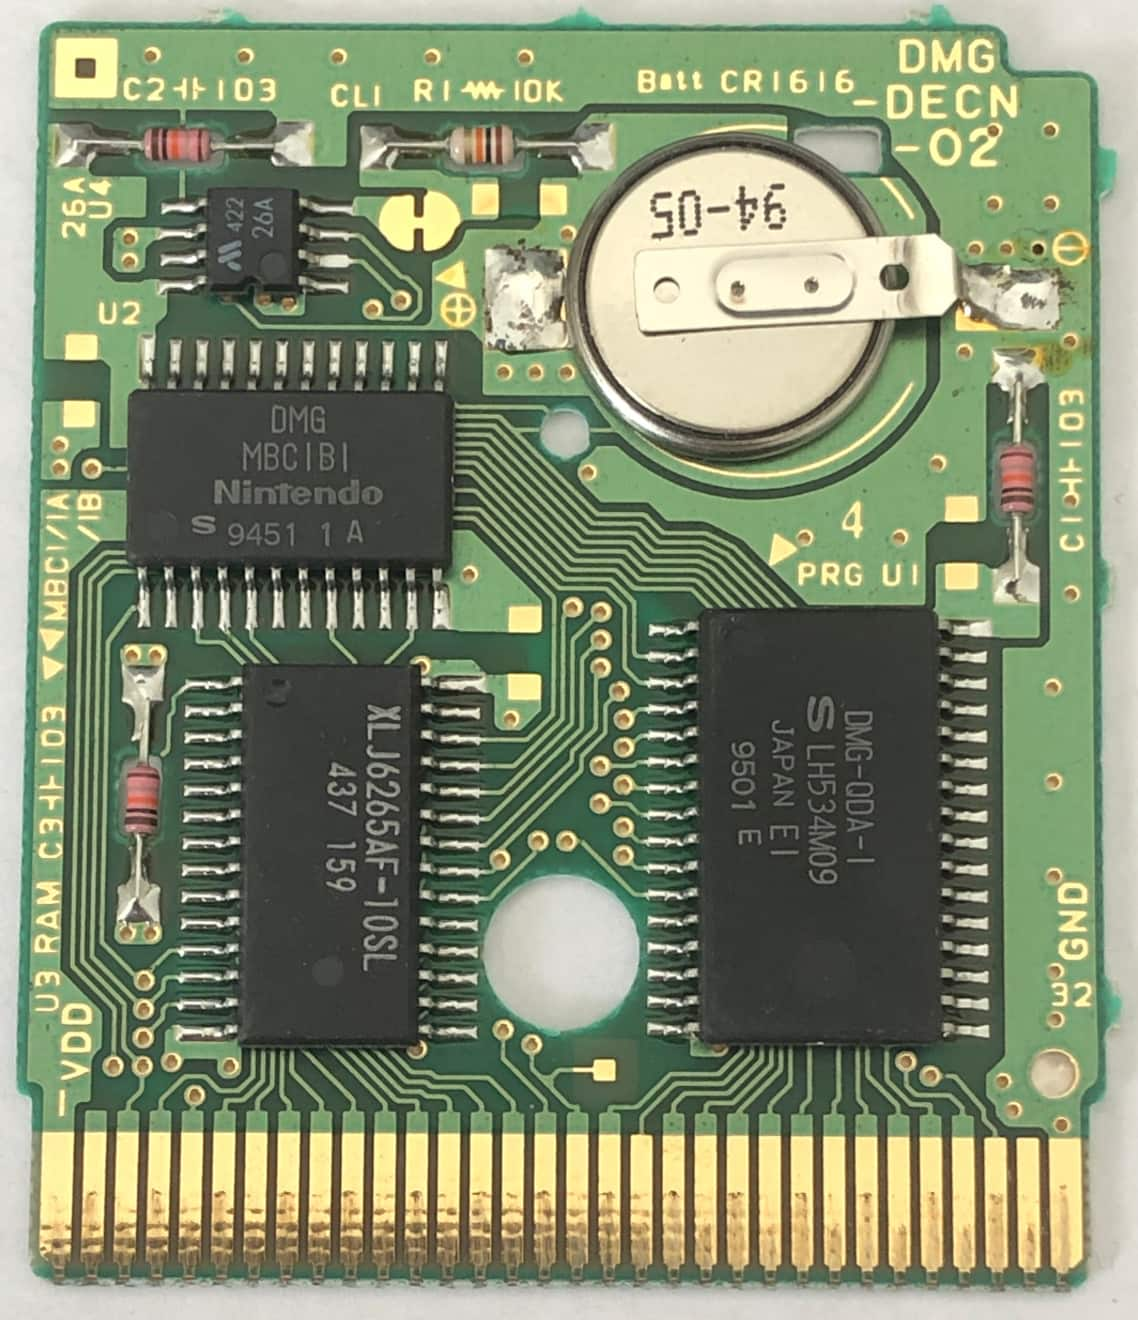 C2 103
CL1
R1 10K
Batt CR1616
DMG
-DECN
-02
26A
U4
422
26A
94-05
U2
DMG
MBC1B1
Nintendo
S 9451 1 A
MBC1/1A
/1B
C1 103
4
PRG U1
XLJ6265AF-10SL
437 159
DMG-QDA-1
S LH534M09
JAPAN E1
9501 E
U3 RAM C3 103
GND
32
-VDD